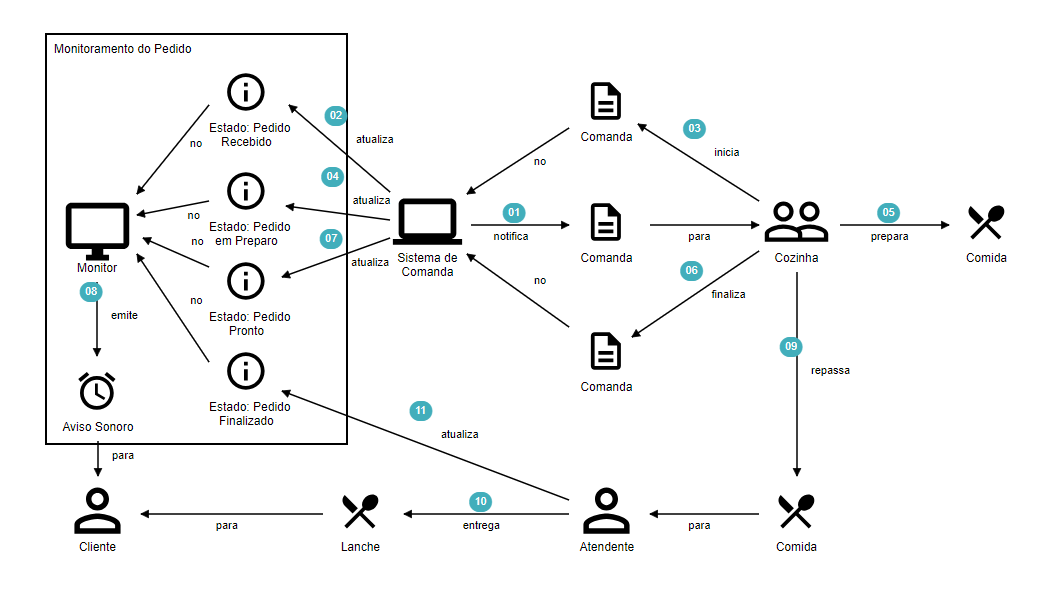 Monitoramento do Pedido
Estado: Pedido
Recebido
no
02
atualiza
Comanda
03
inicia
no
Estado: Pedido
em Preparo
no
04
atualiza
Monitor
Sistema de
Comanda
01
notifica
Comanda
para
Cozinha
05
prepara
Comida
Estado: Pedido
Pronto
no
07
atualiza
no
Comanda
06
finaliza
08
emite
Aviso Sonoro
para
Estado: Pedido
Finalizado
no
11
atualiza
09
repassa
Cliente
para
Lanche
10
entrega
Atendente
para
Comida